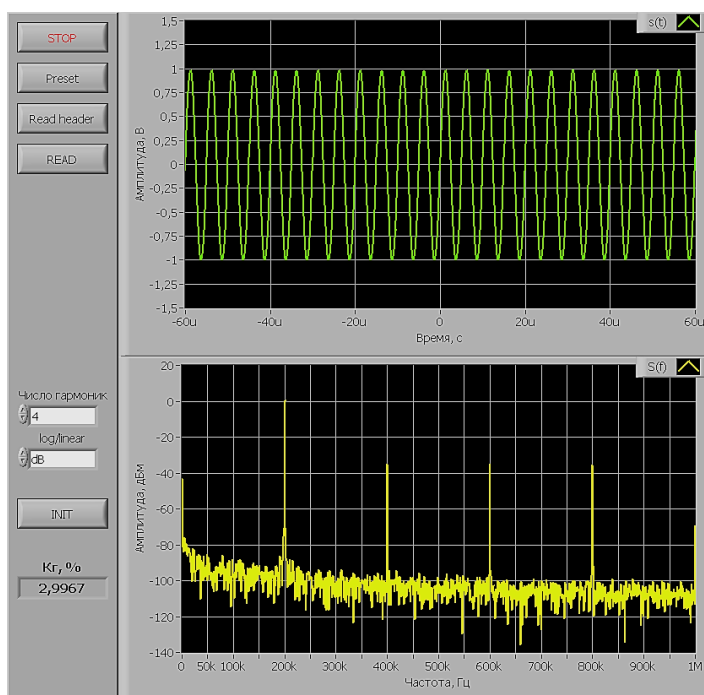 STOP
Preset
Read header
READ
Число гармоник
4
log/linear
dB
INIT
Кг, %
2,9967
s(t)
Амплитуда, В
1,5
1,25
1
0,75
0,5
0,25
0
-0,25
-0,5
-0,75
-1
-1,25
-1,5
-60u
-40u
-20u
0
20u
40u
60u
Время, с
S(f)
Амплитуда, дБм
20
0
-20
-40
-60
-80
-100
-120
-140
0
50k
100k
200k
300k
400k
500k
600k
700k
800k
900k
1M
Частота, Гц